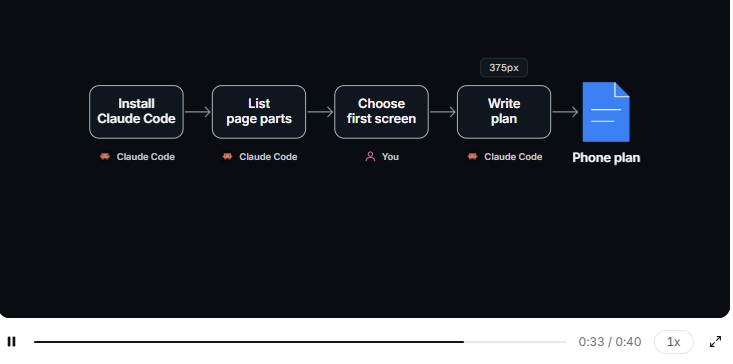 375px
Install
Claude Code
List
page parts
Choose
first screen
Write
plan
Claude Code
Claude Code
You
Claude Code
Phone plan
0:33 / 0:40
1x